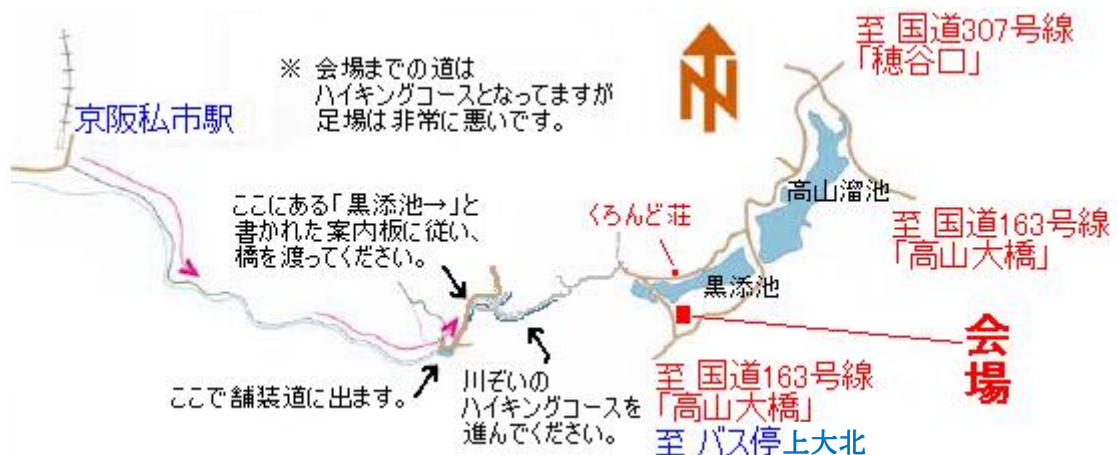 至 国道307号線
「穂谷口」
※ 会場までの道は
ハイキングコースとなってますが
足場は非常に悪いです。
京阪私市駅
ここにある「黒添池→」と
書かれた案内板に従い、
橋を渡ってください。
くろんど荘
高山溜池
至 国道163号線
「高山大橋」
黒添池
会場
ここで舗装道に出ます。
川ぞいの
ハイキングコースを
進んでください。
至 国道163号線
「高山大橋」
至 バス停上大北